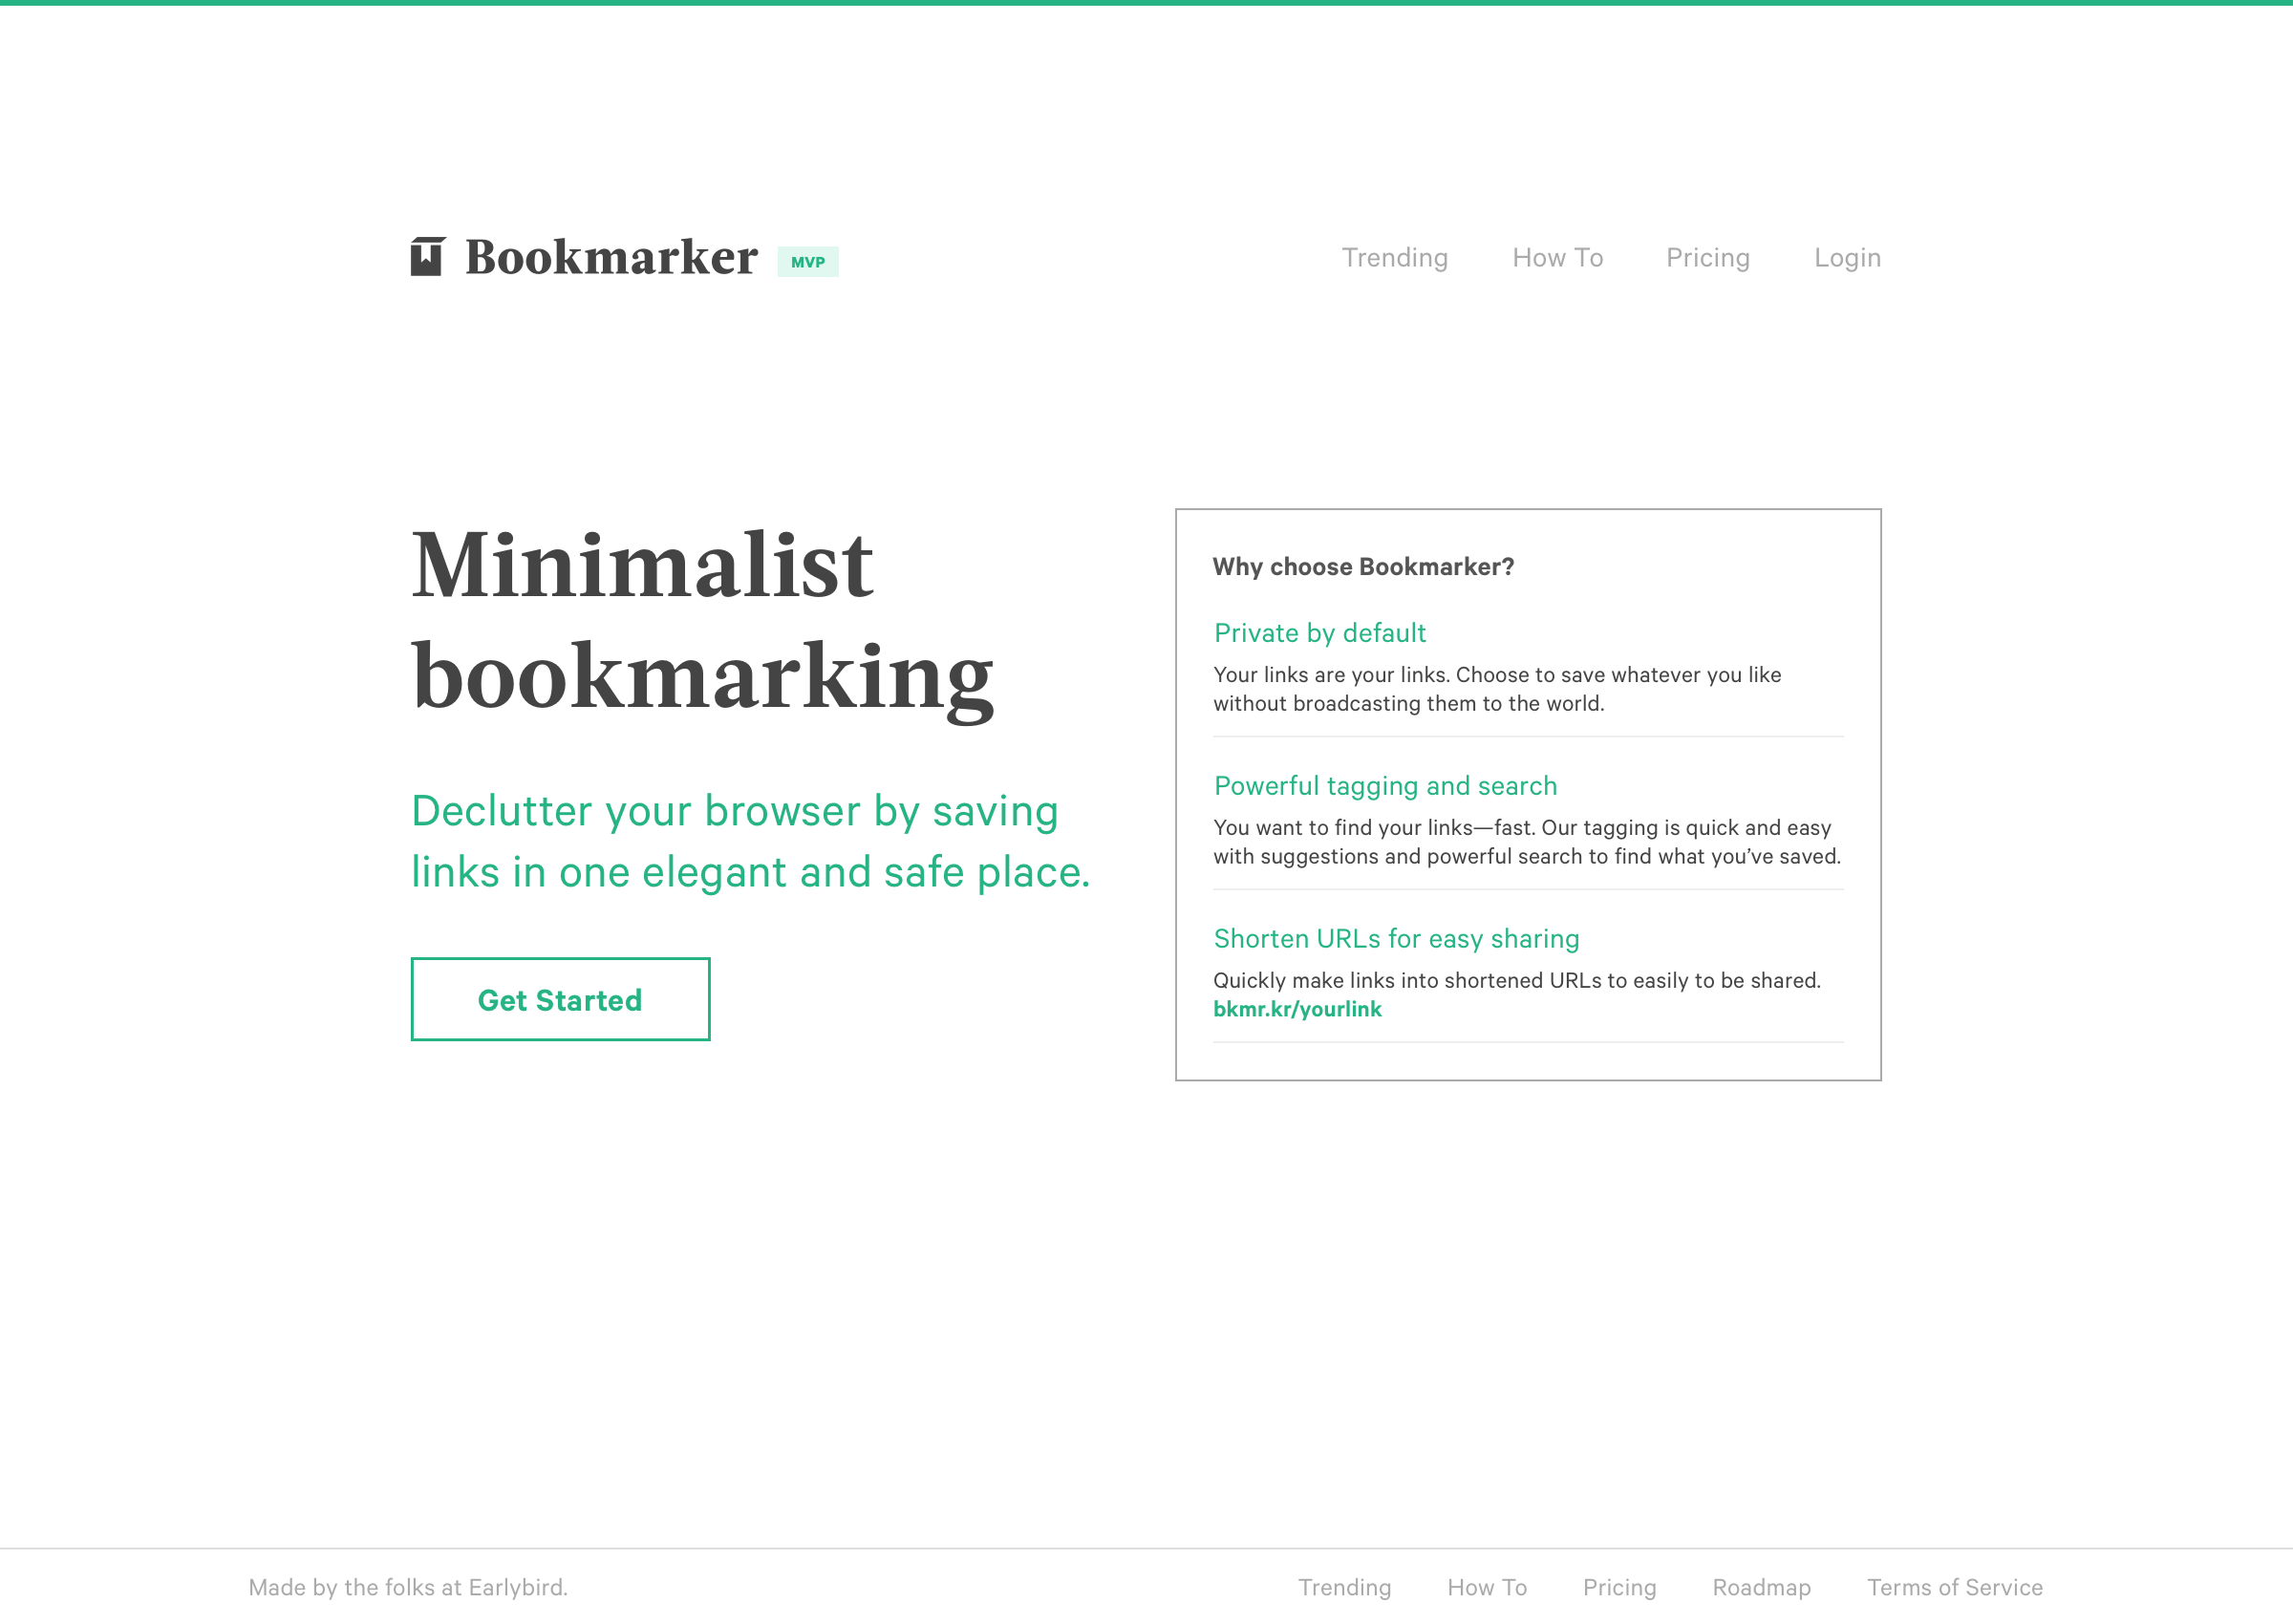 Bookmarker MVP
Trending How To Pricing Login
Minimalist
bookmarking
Declutter your browser by saving
links in one elegant and safe place.
Get Started
Why choose Bookmarker?
Private by default
Your links are your links. Choose to save whatever you like
without broadcasting them to the world.
Powerful tagging and search
You want to find your links—fast. Our tagging is quick and easy
with suggestions and powerful search to find what you’ve saved.
Shorten URLs for easy sharing
Quickly make links into shortened URLs to easily to be shared.
bkmr.kr/yourlink
Made by the folks at Earlybird.
Trending How To Pricing Roadmap Terms of Service